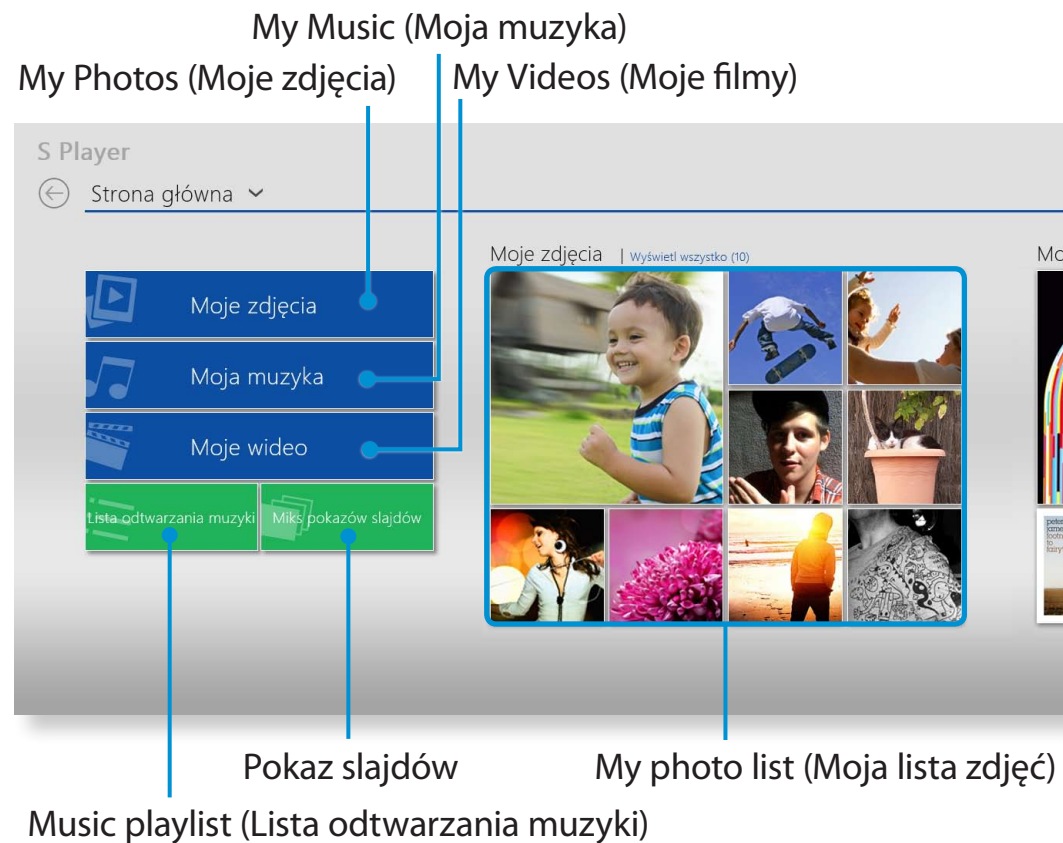 My Music (Moja muzyka)
My Photos (Moje zdjęcia)
My Videos (Moje filmy)
S Player
Strona główna
Moje zdjęcia | Wyświetl wszystko (10)
Mo
Moje zdjęcia
Moja muzyka
Moje wideo
Lista odtwarzania muzyki
Miks pokazów slajdów
Pokaz slajdów
My photo list (Moja lista zdjęć)
Music playlist (Lista odtwarzania muzyki)